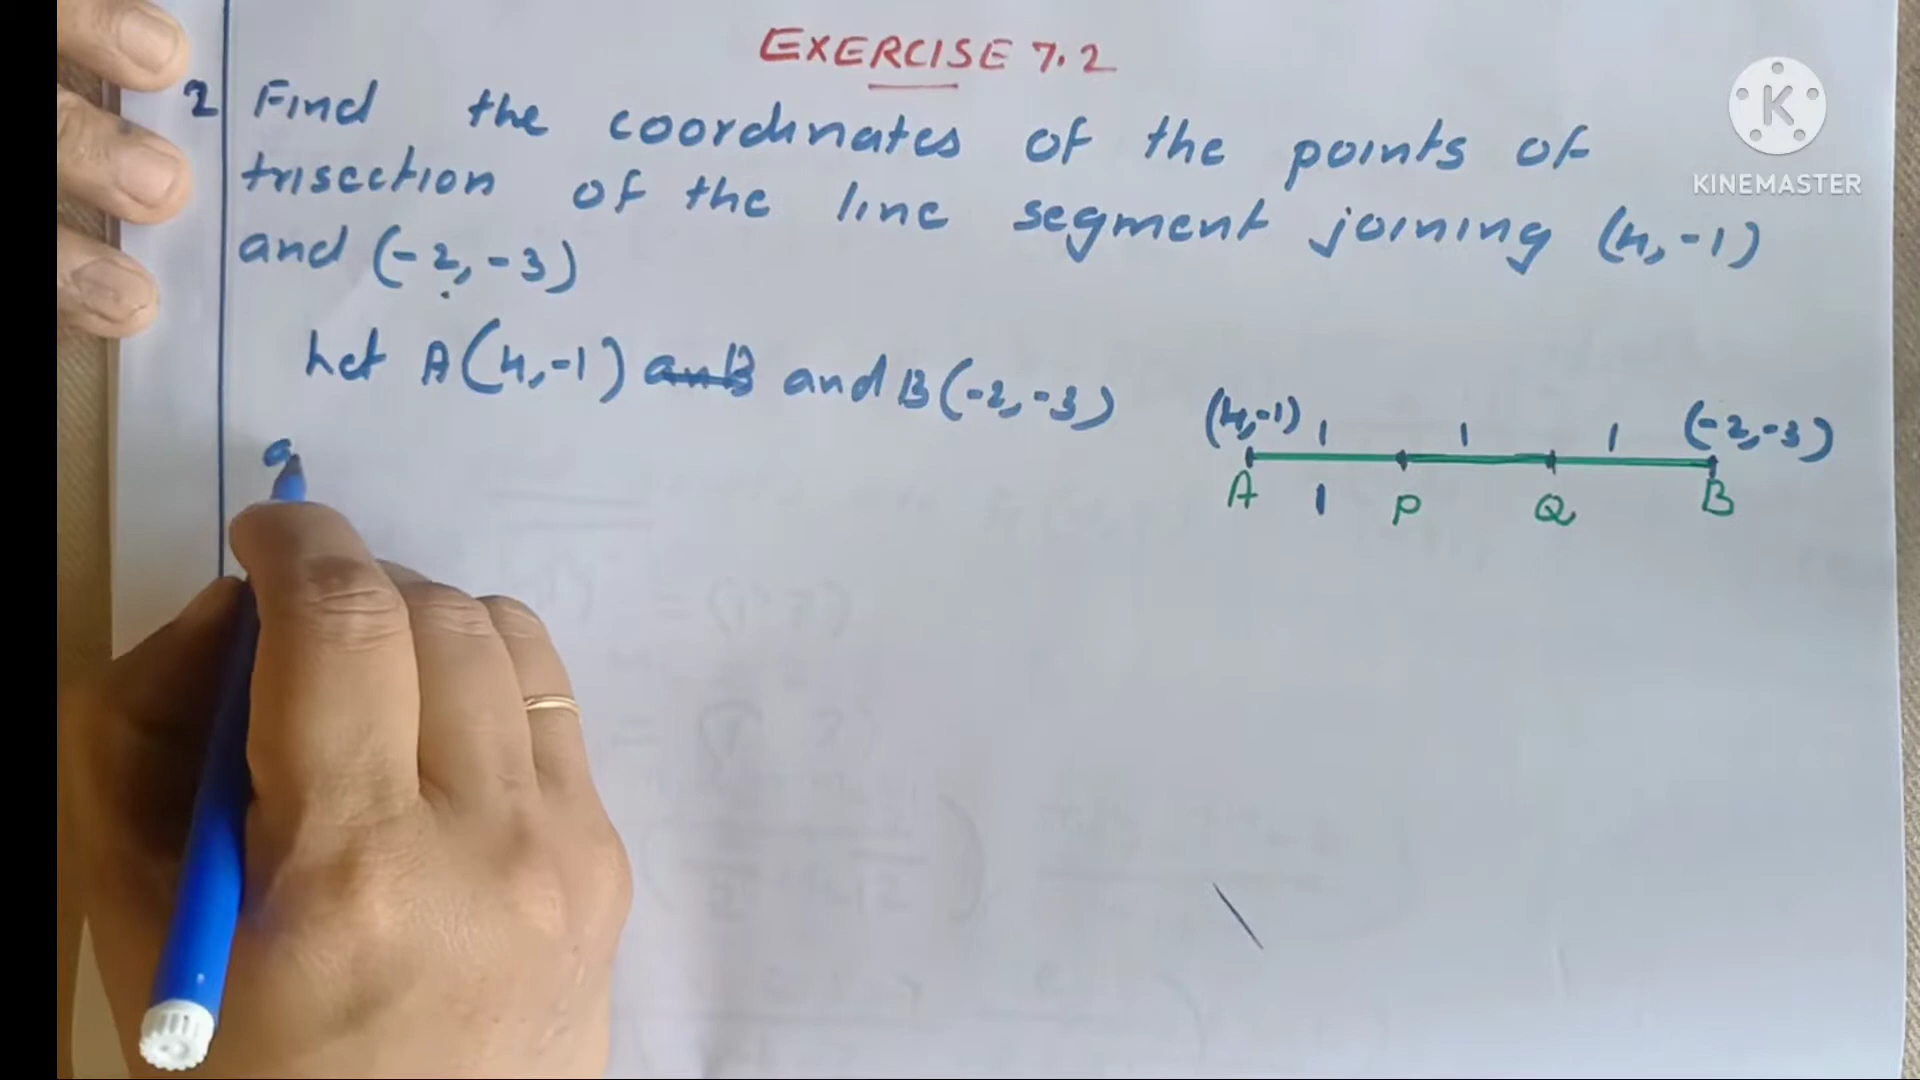 EXERCISE 7.2
2 Find the coordinates of the points of
trisection of the line segment joining (4, -1)
and (-2, -3)
Let A(4, -1) and B(-2, -3)
(4, -1) 1 1 1 (-2, -3)
A 1 P Q B
a
K
KINEMASTER